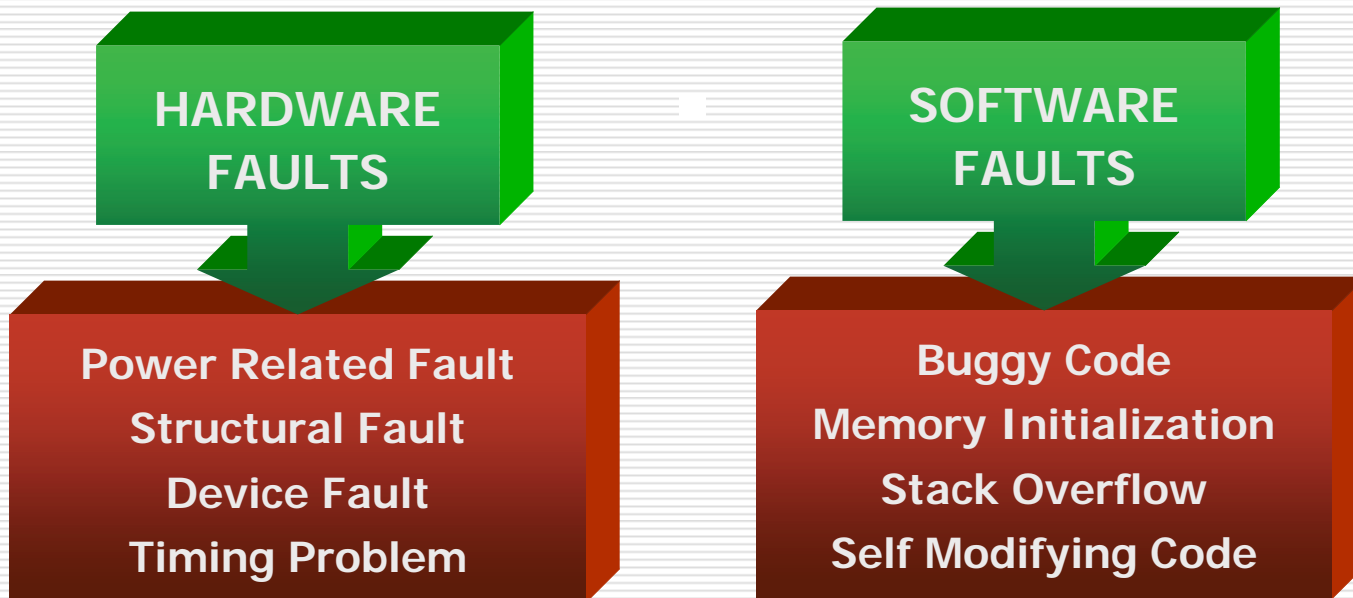 HARDWARE
FAULTS
Power Related Fault
Structural Fault
Device Fault
Timing Problem
SOFTWARE
FAULTS
Buggy Code
Memory Initialization
Stack Overflow
Self Modifying Code